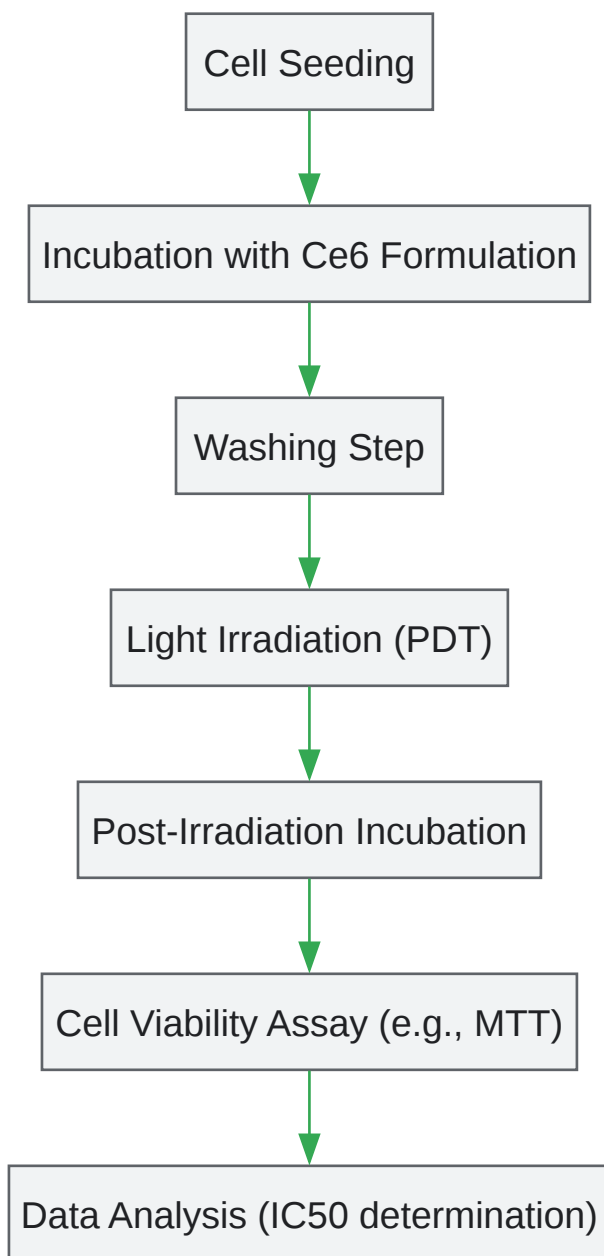 Cell Seeding
Incubation with Ce6 Formulation
Washing Step
Light Irradiation (PDT)
Post-Irradiation Incubation
Cell Viability Assay (e.g., MTT)
Data Analysis (IC50 determination)